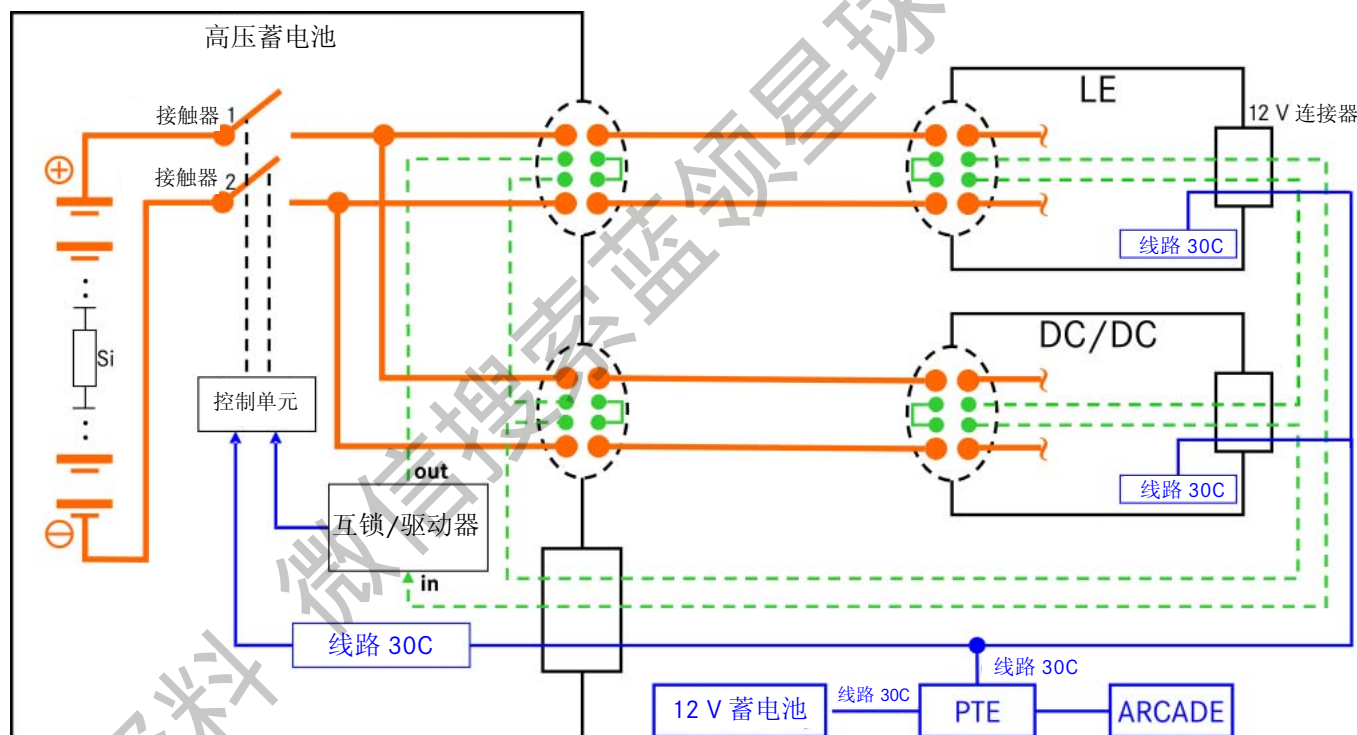 高压蓄电池
接触器 1
接触器 2
LE
12 V 连接器
线路 30C
Si
DC/DC
控制单元
线路 30C
out
互锁/驱动器
in
线路 30C
线路 30C
12 V 蓄电池
线路 30C
PTE
ARCADE
资料 微信搜索蓝领星球